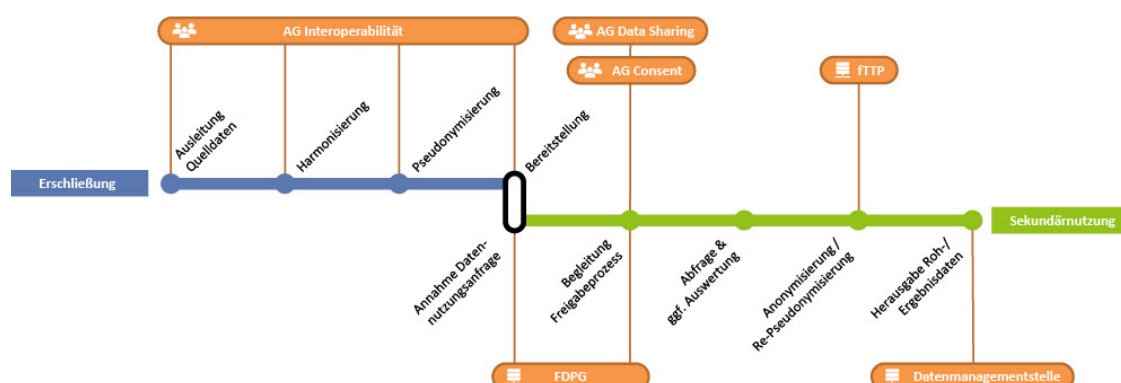 AG Interoperabilität
AG Data Sharing
AG Consent
fTTP
Ausleitung
Quelldaten
Harmonisierung
Pseudonymisierung
Bereitstellung
Erschließung
Sekundärnutzung
Annahme Daten-
nutzungsanfrage
Begleitung
Freigabeprozess
Abfrage &
ggf. Auswertung
Anonymisierung /
Re-Pseudonymisierung
Herausgabe Roh-/
Ergebnisdaten
FDPG
Datenmanagementstelle